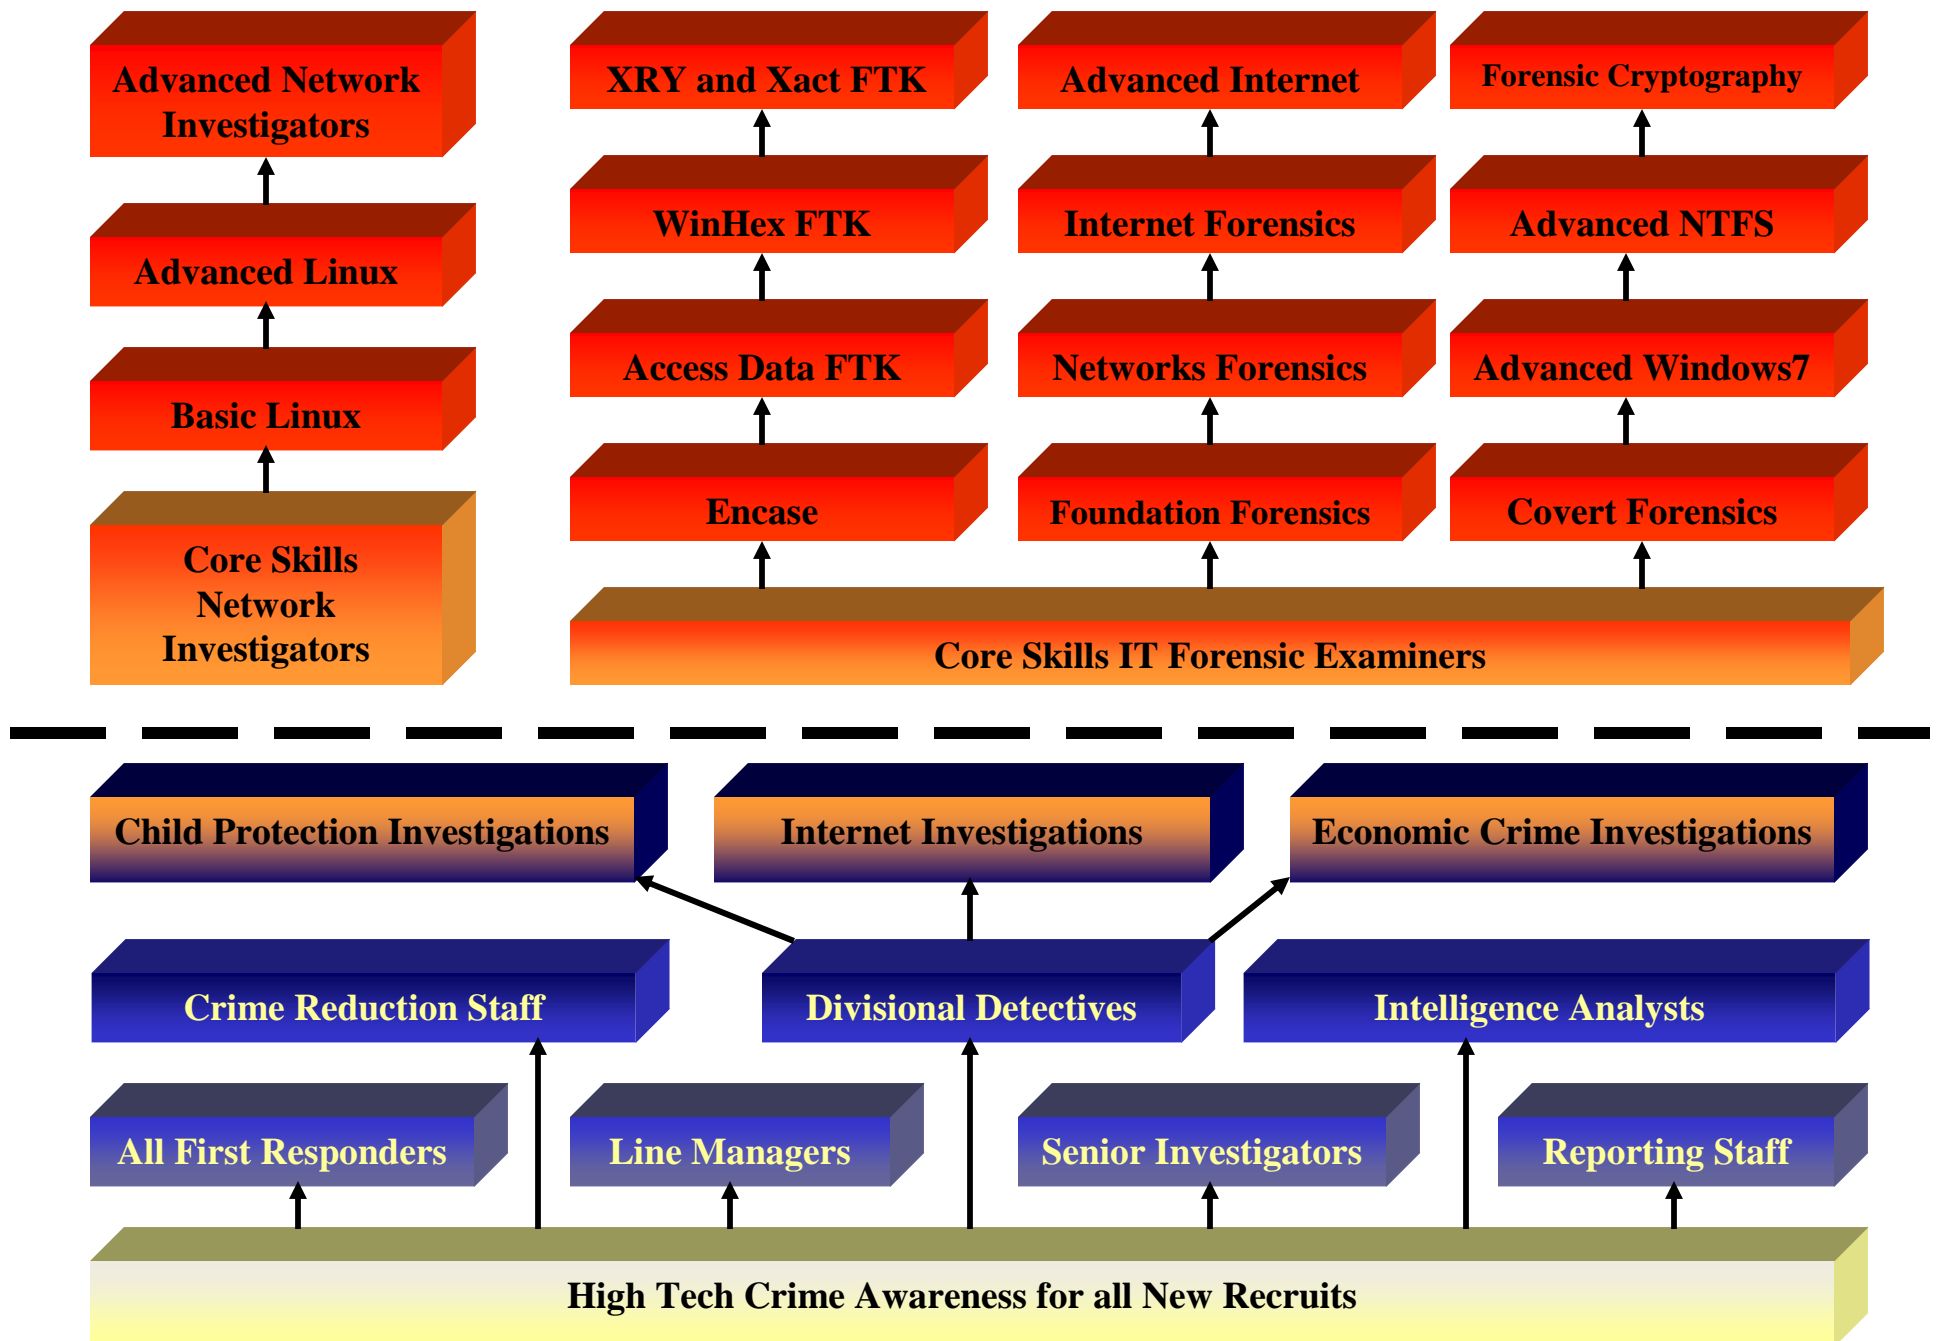 Advanced Network
Investigators
XRY and Xact FTK
Advanced Internet
Forensic Cryptography
Advanced Linux
WinHex FTK
Internet Forensics
Advanced NTFS
Basic Linux
Access Data FTK
Networks Forensics
Advanced Windows7
Core Skills
Network
Investigators
Encase
Foundation Forensics
Covert Forensics
Core Skills IT Forensic Examiners
Child Protection Investigations
Internet Investigations
Economic Crime Investigations
Crime Reduction Staff
Divisional Detectives
Intelligence Analysts
All First Responders
Line Managers
Senior Investigators
Reporting Staff
High Tech Crime Awareness for all New Recruits